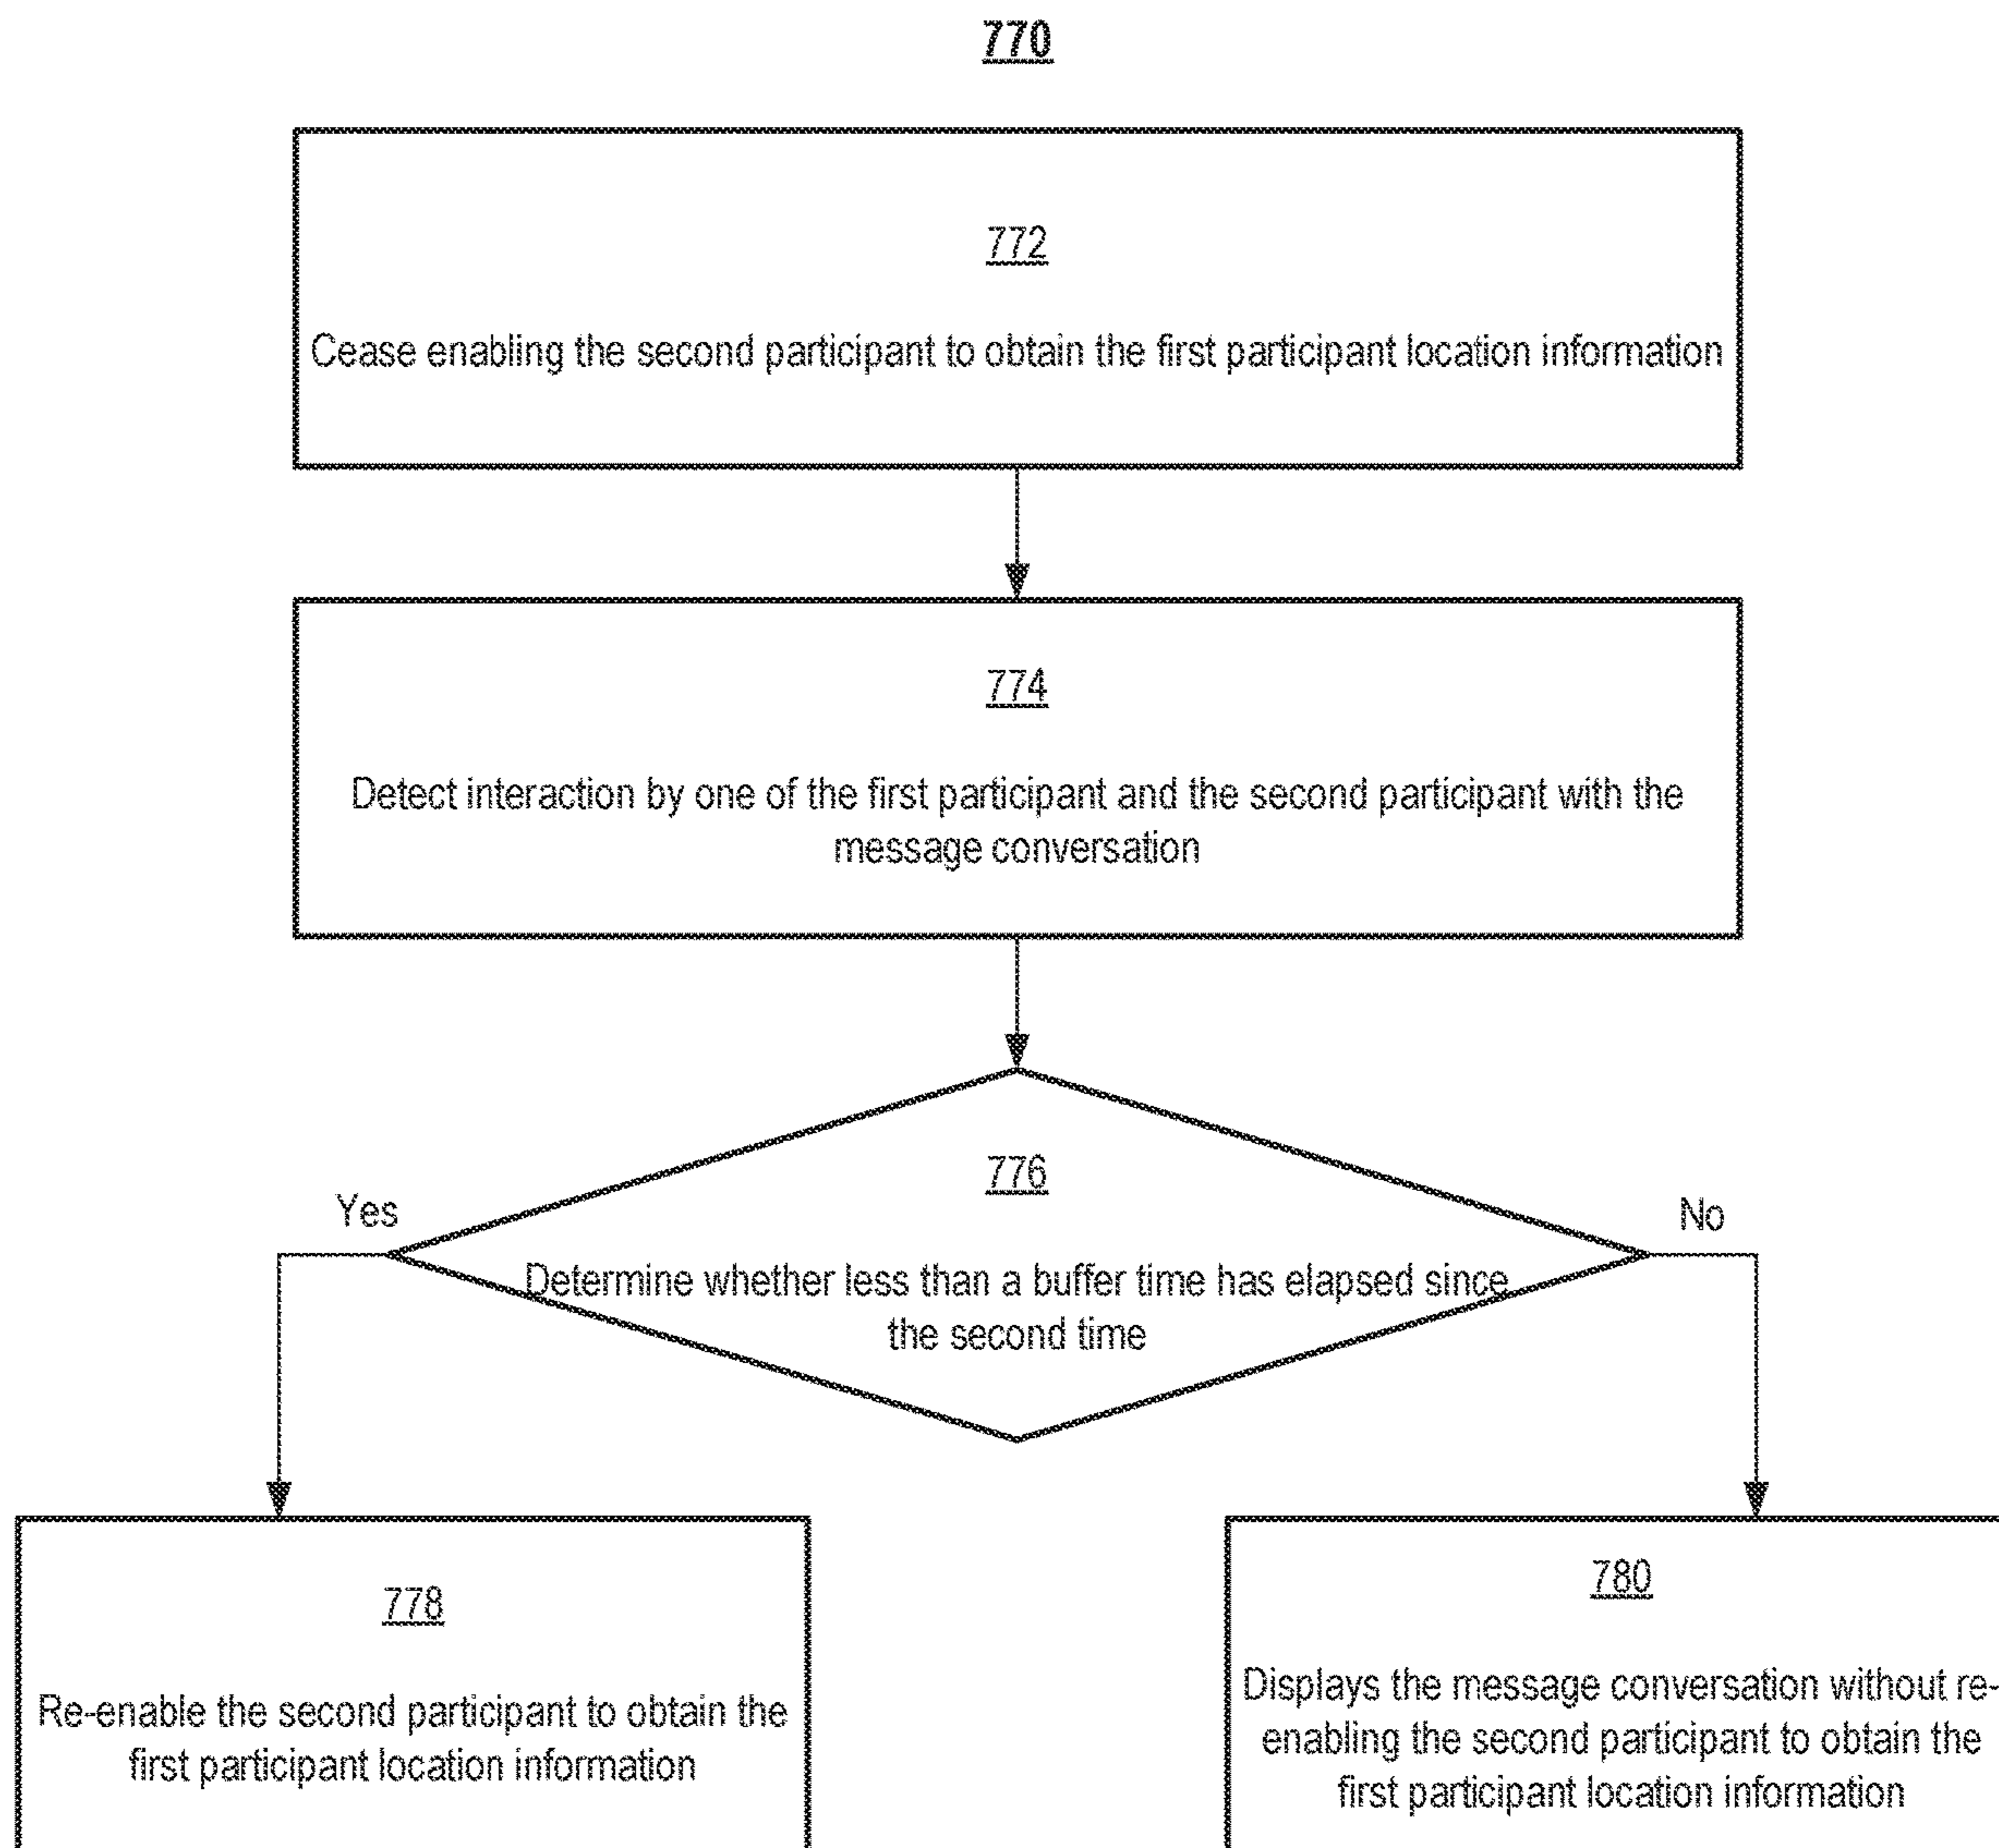 770
772
Cease enabling the second participant to obtain the first participant location information
774
Detect interaction by one of the first participant and the second participant with the
message conversation
776
Yes
No
Determine whether less than a buffer time has elapsed since
the second time
778
Re-enable the second participant to obtain the
first participant location information
780
Displays the message conversation without re-
enabling the second participant to obtain the
first participant location information